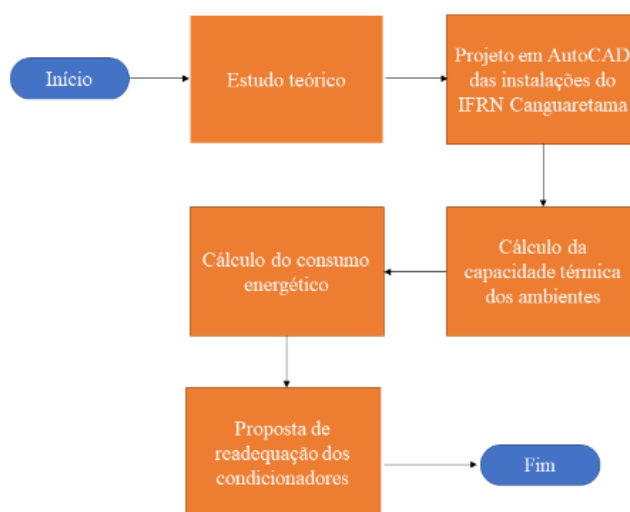 Início
Estudo teórico
Projeto em AutoCAD
das instalações do
IFRN Canguaretama
Cálculo da
capacidade térmica
dos ambientes
Cálculo do consumo
energético
Proposta de
readequação dos
condicionadores
Fim